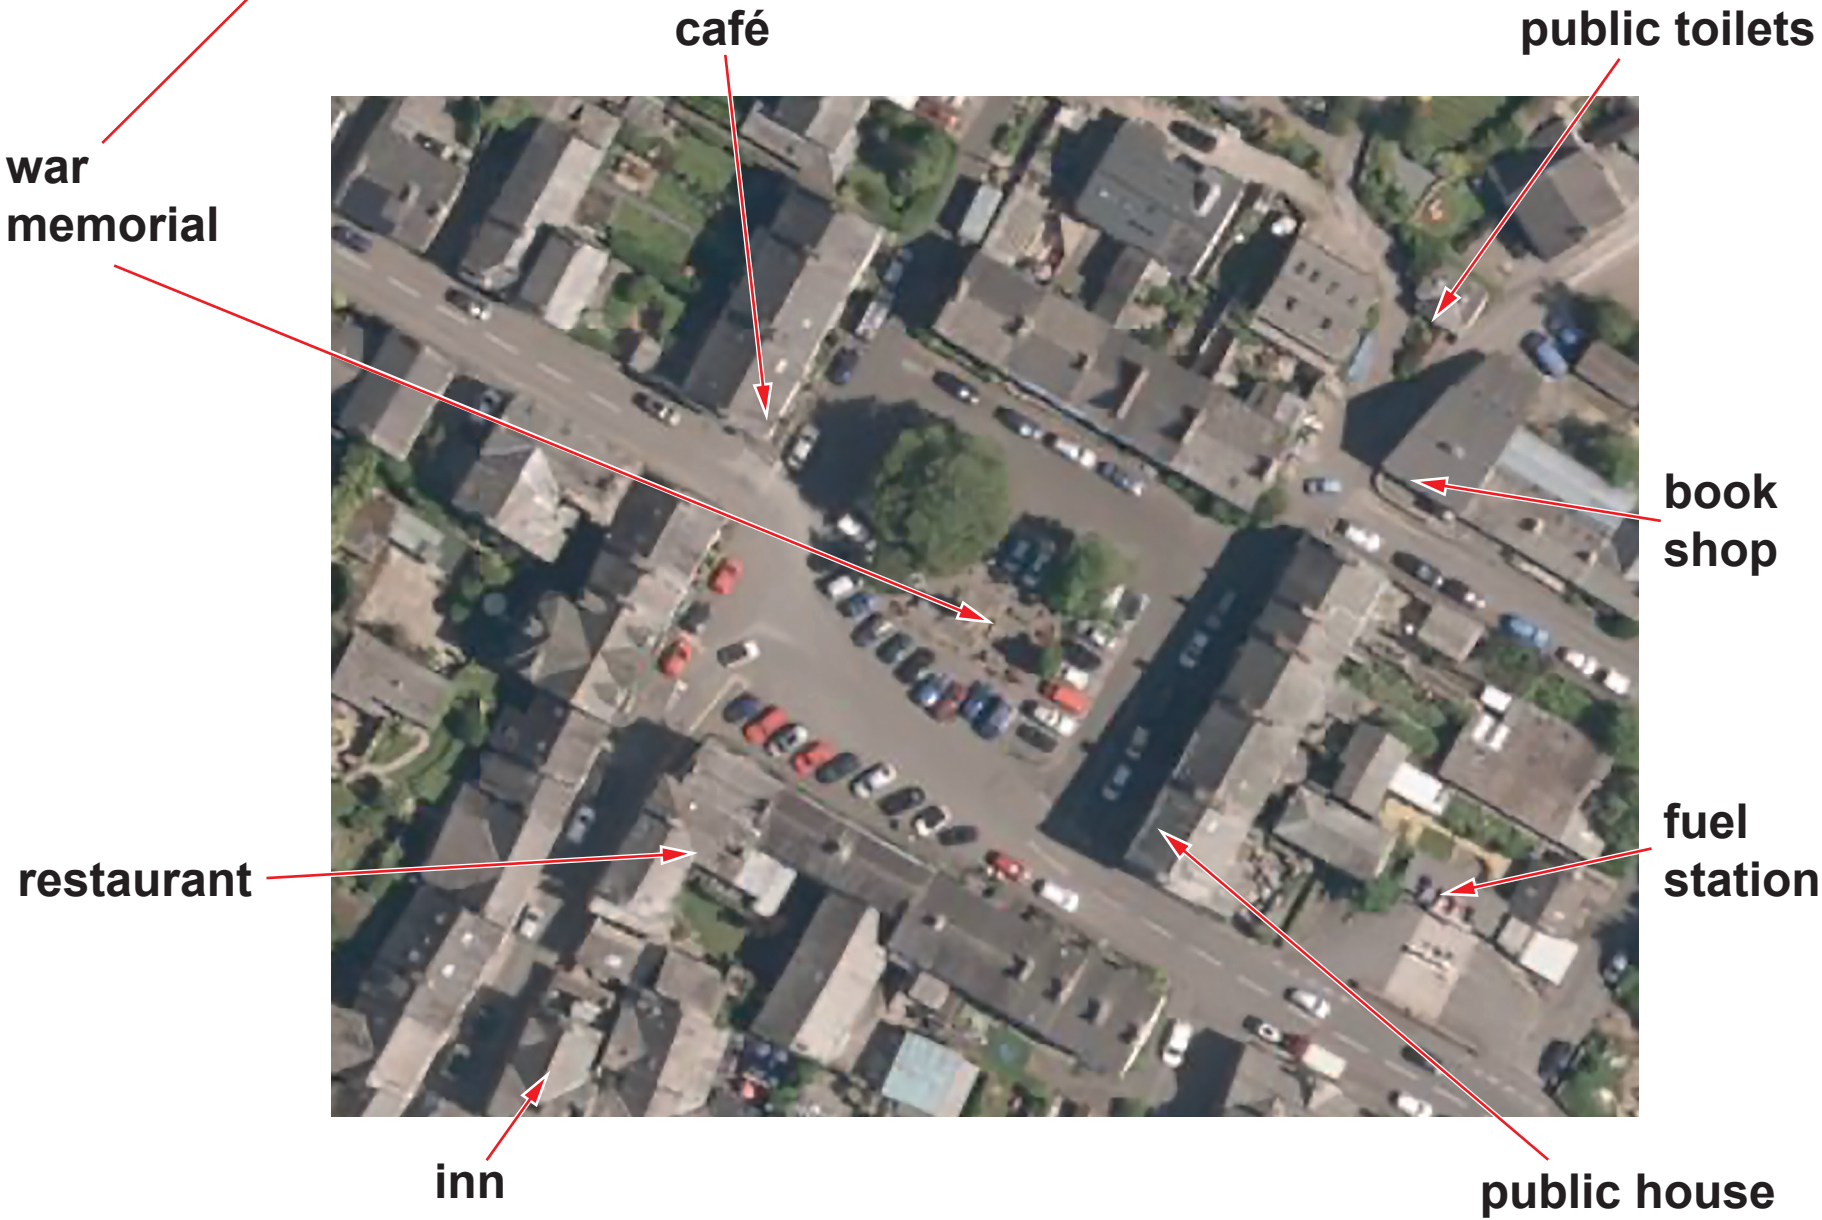 café
public toilets
war
memorial
book
shop
fuel
station
restaurant
inn
public house